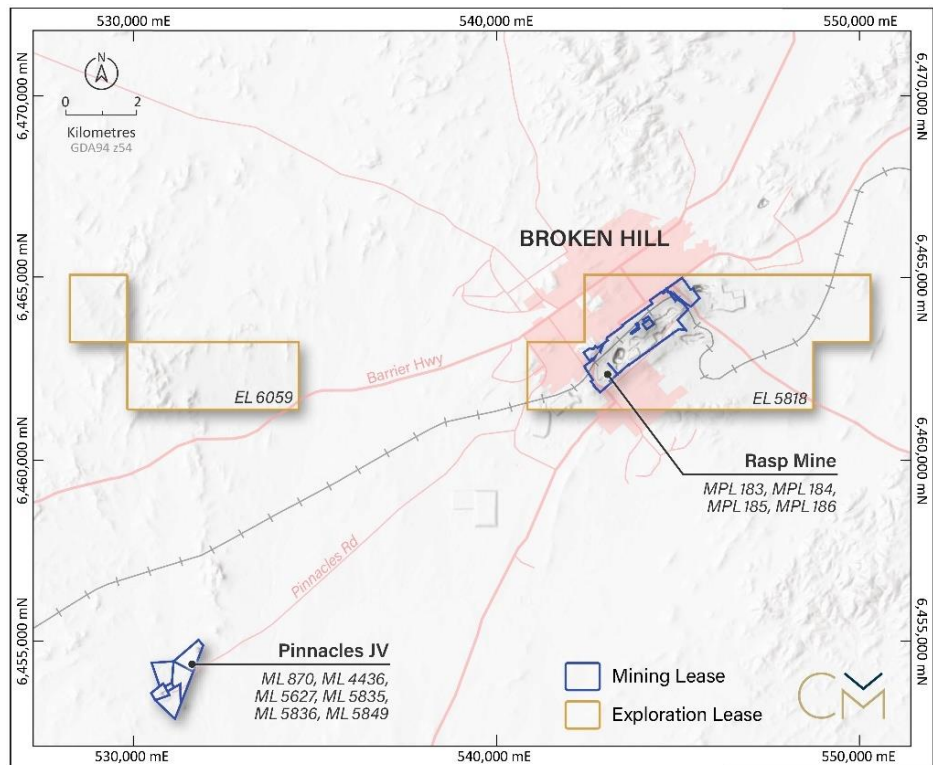 530,000 mE
540,000 mE
550,000 mE
6,470,000 mN
6,470,000 mN
N
0 2
Kilometres
GDA94 z54
BROKEN HILL
6,465,000 mN
6,465,000 mN
Barrier Hwy
EL 6059
EL 5818
6,460,000 mN
6,460,000 mN
Rasp Mine
MPL 183, MPL 184,
MPL 185, MPL 186
Pinnacles Rd
6,455,000 mN
6,455,000 mN
Pinnacles JV
ML 870, ML 4436,
ML 5627, ML 5835,
ML 5836, ML 5849
Mining Lease
Exploration Lease
CM
530,000 mE
540,000 mE
550,000 mE